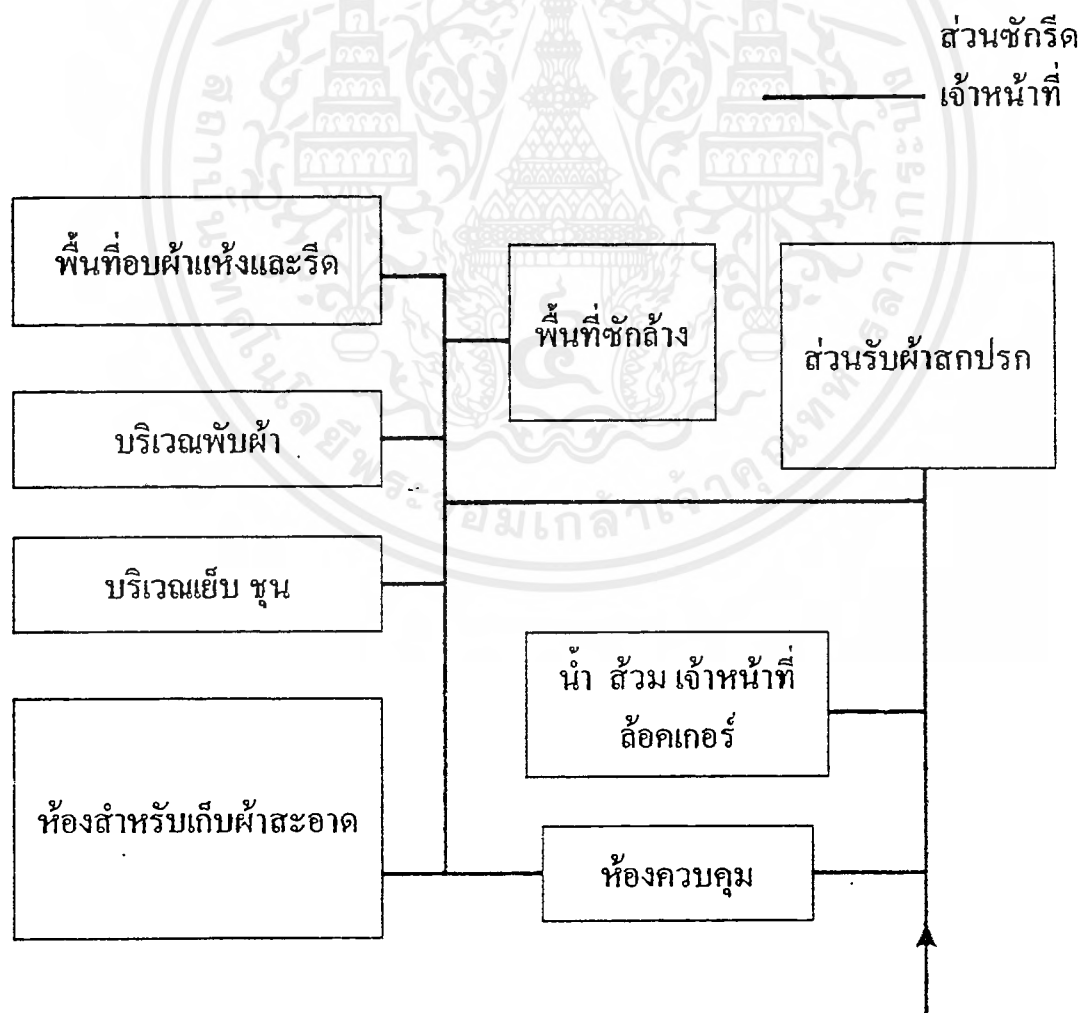 ส่วนซักรีด
เจ้าหน้าที่
พื้นที่อบผ้าแห้งและรีด
พื้นที่ซักล้าง
ส่วนรับผ้าสกปรก
บริเวณพับผ้า
บริเวณเย็บ ชุน
น้ำ ส้วม เจ้าหน้าที่
ล้อคเกอร์
ห้องสำหรับเก็บผ้าสะอาด
ห้องควบคุม